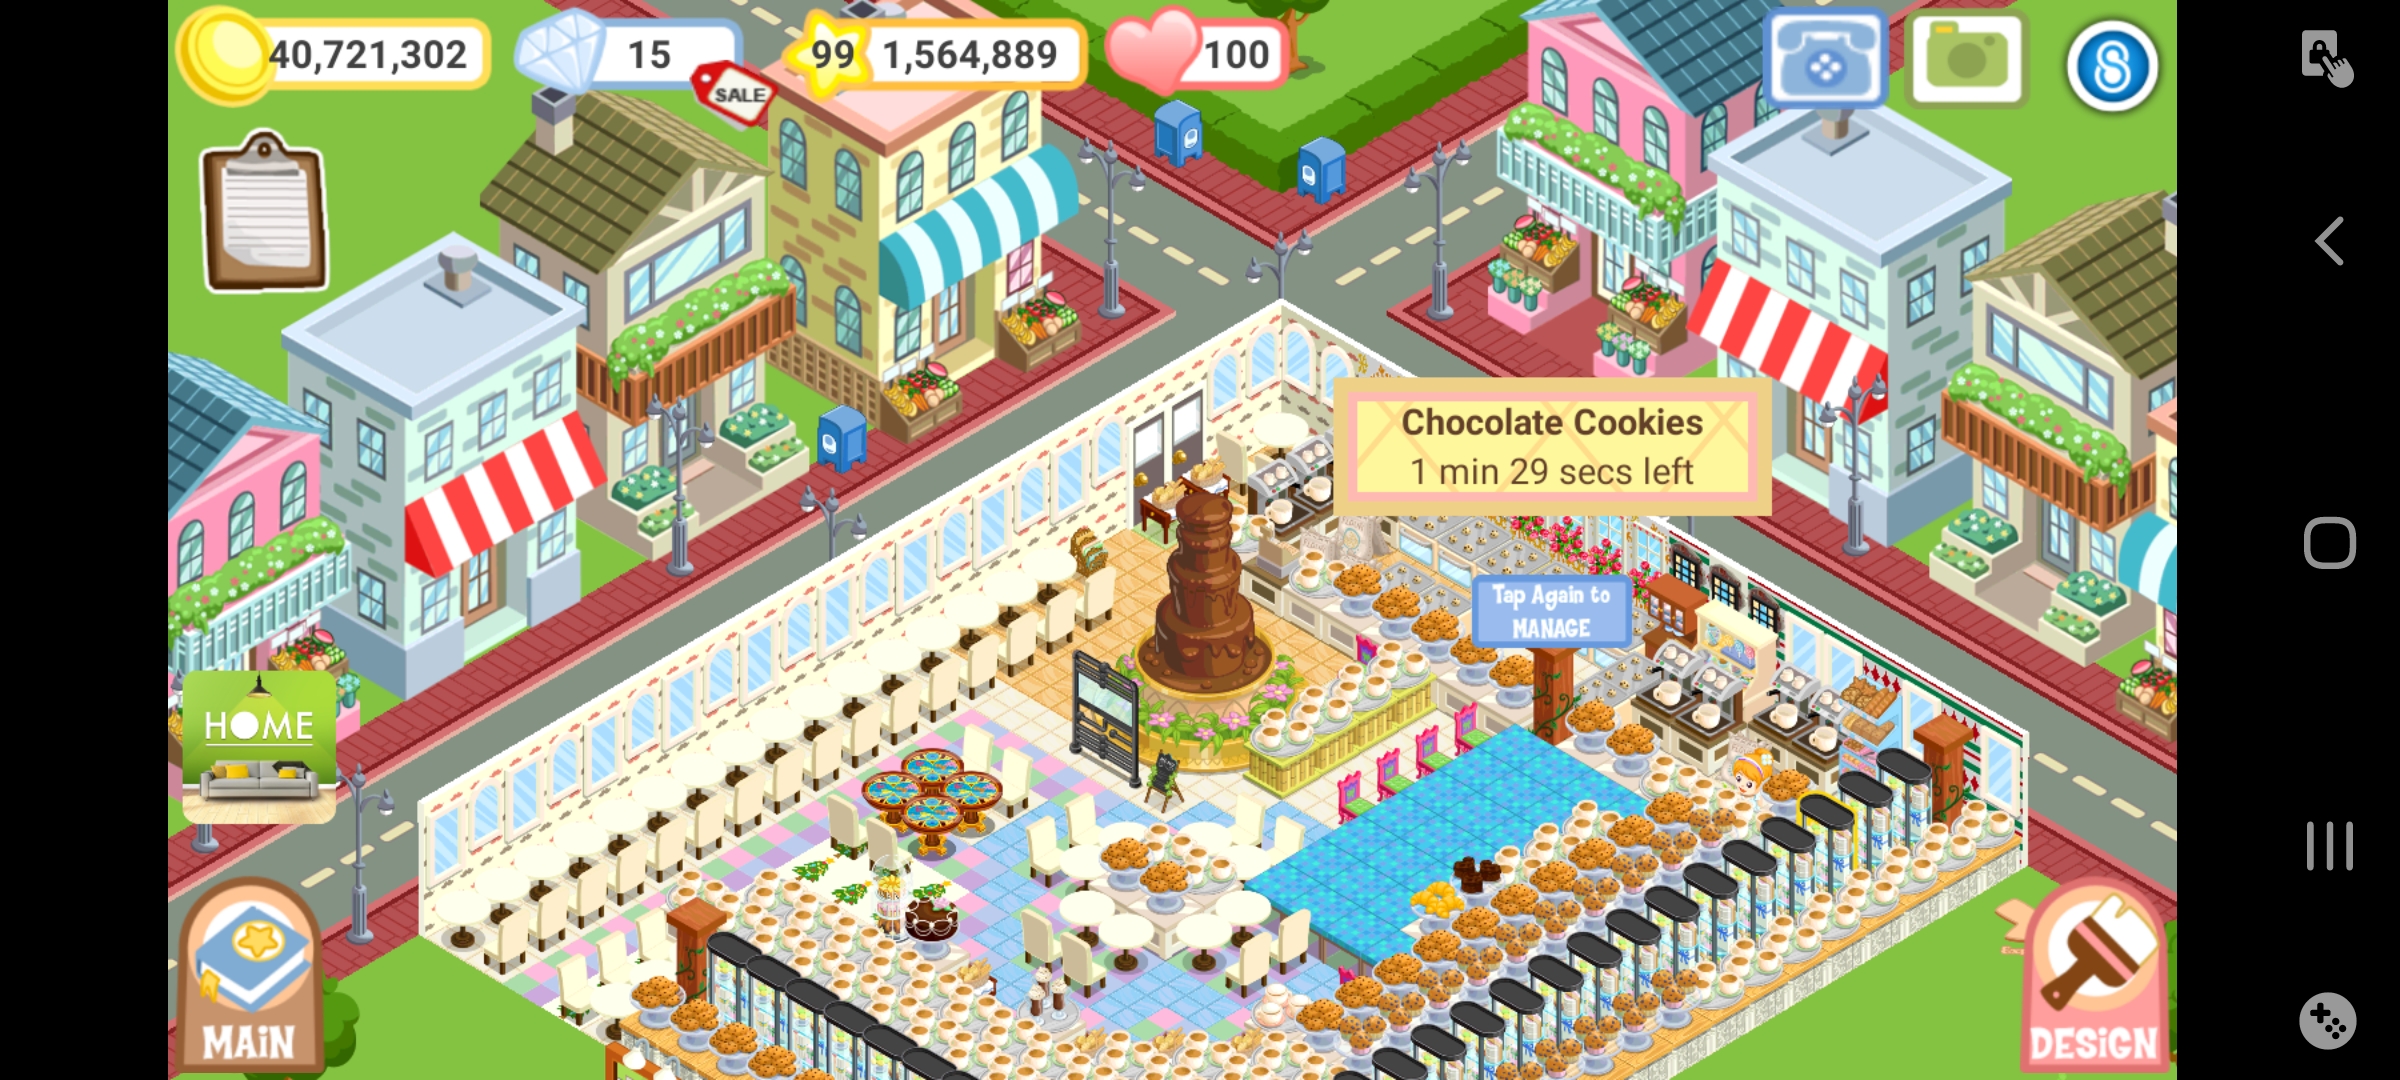 40,721,302
15
SALE
99
1,564,889
100
Chocolate Cookies
1 min 29 secs left
Tap Again to
MANAGE
HOME
MAiN
DESiGN